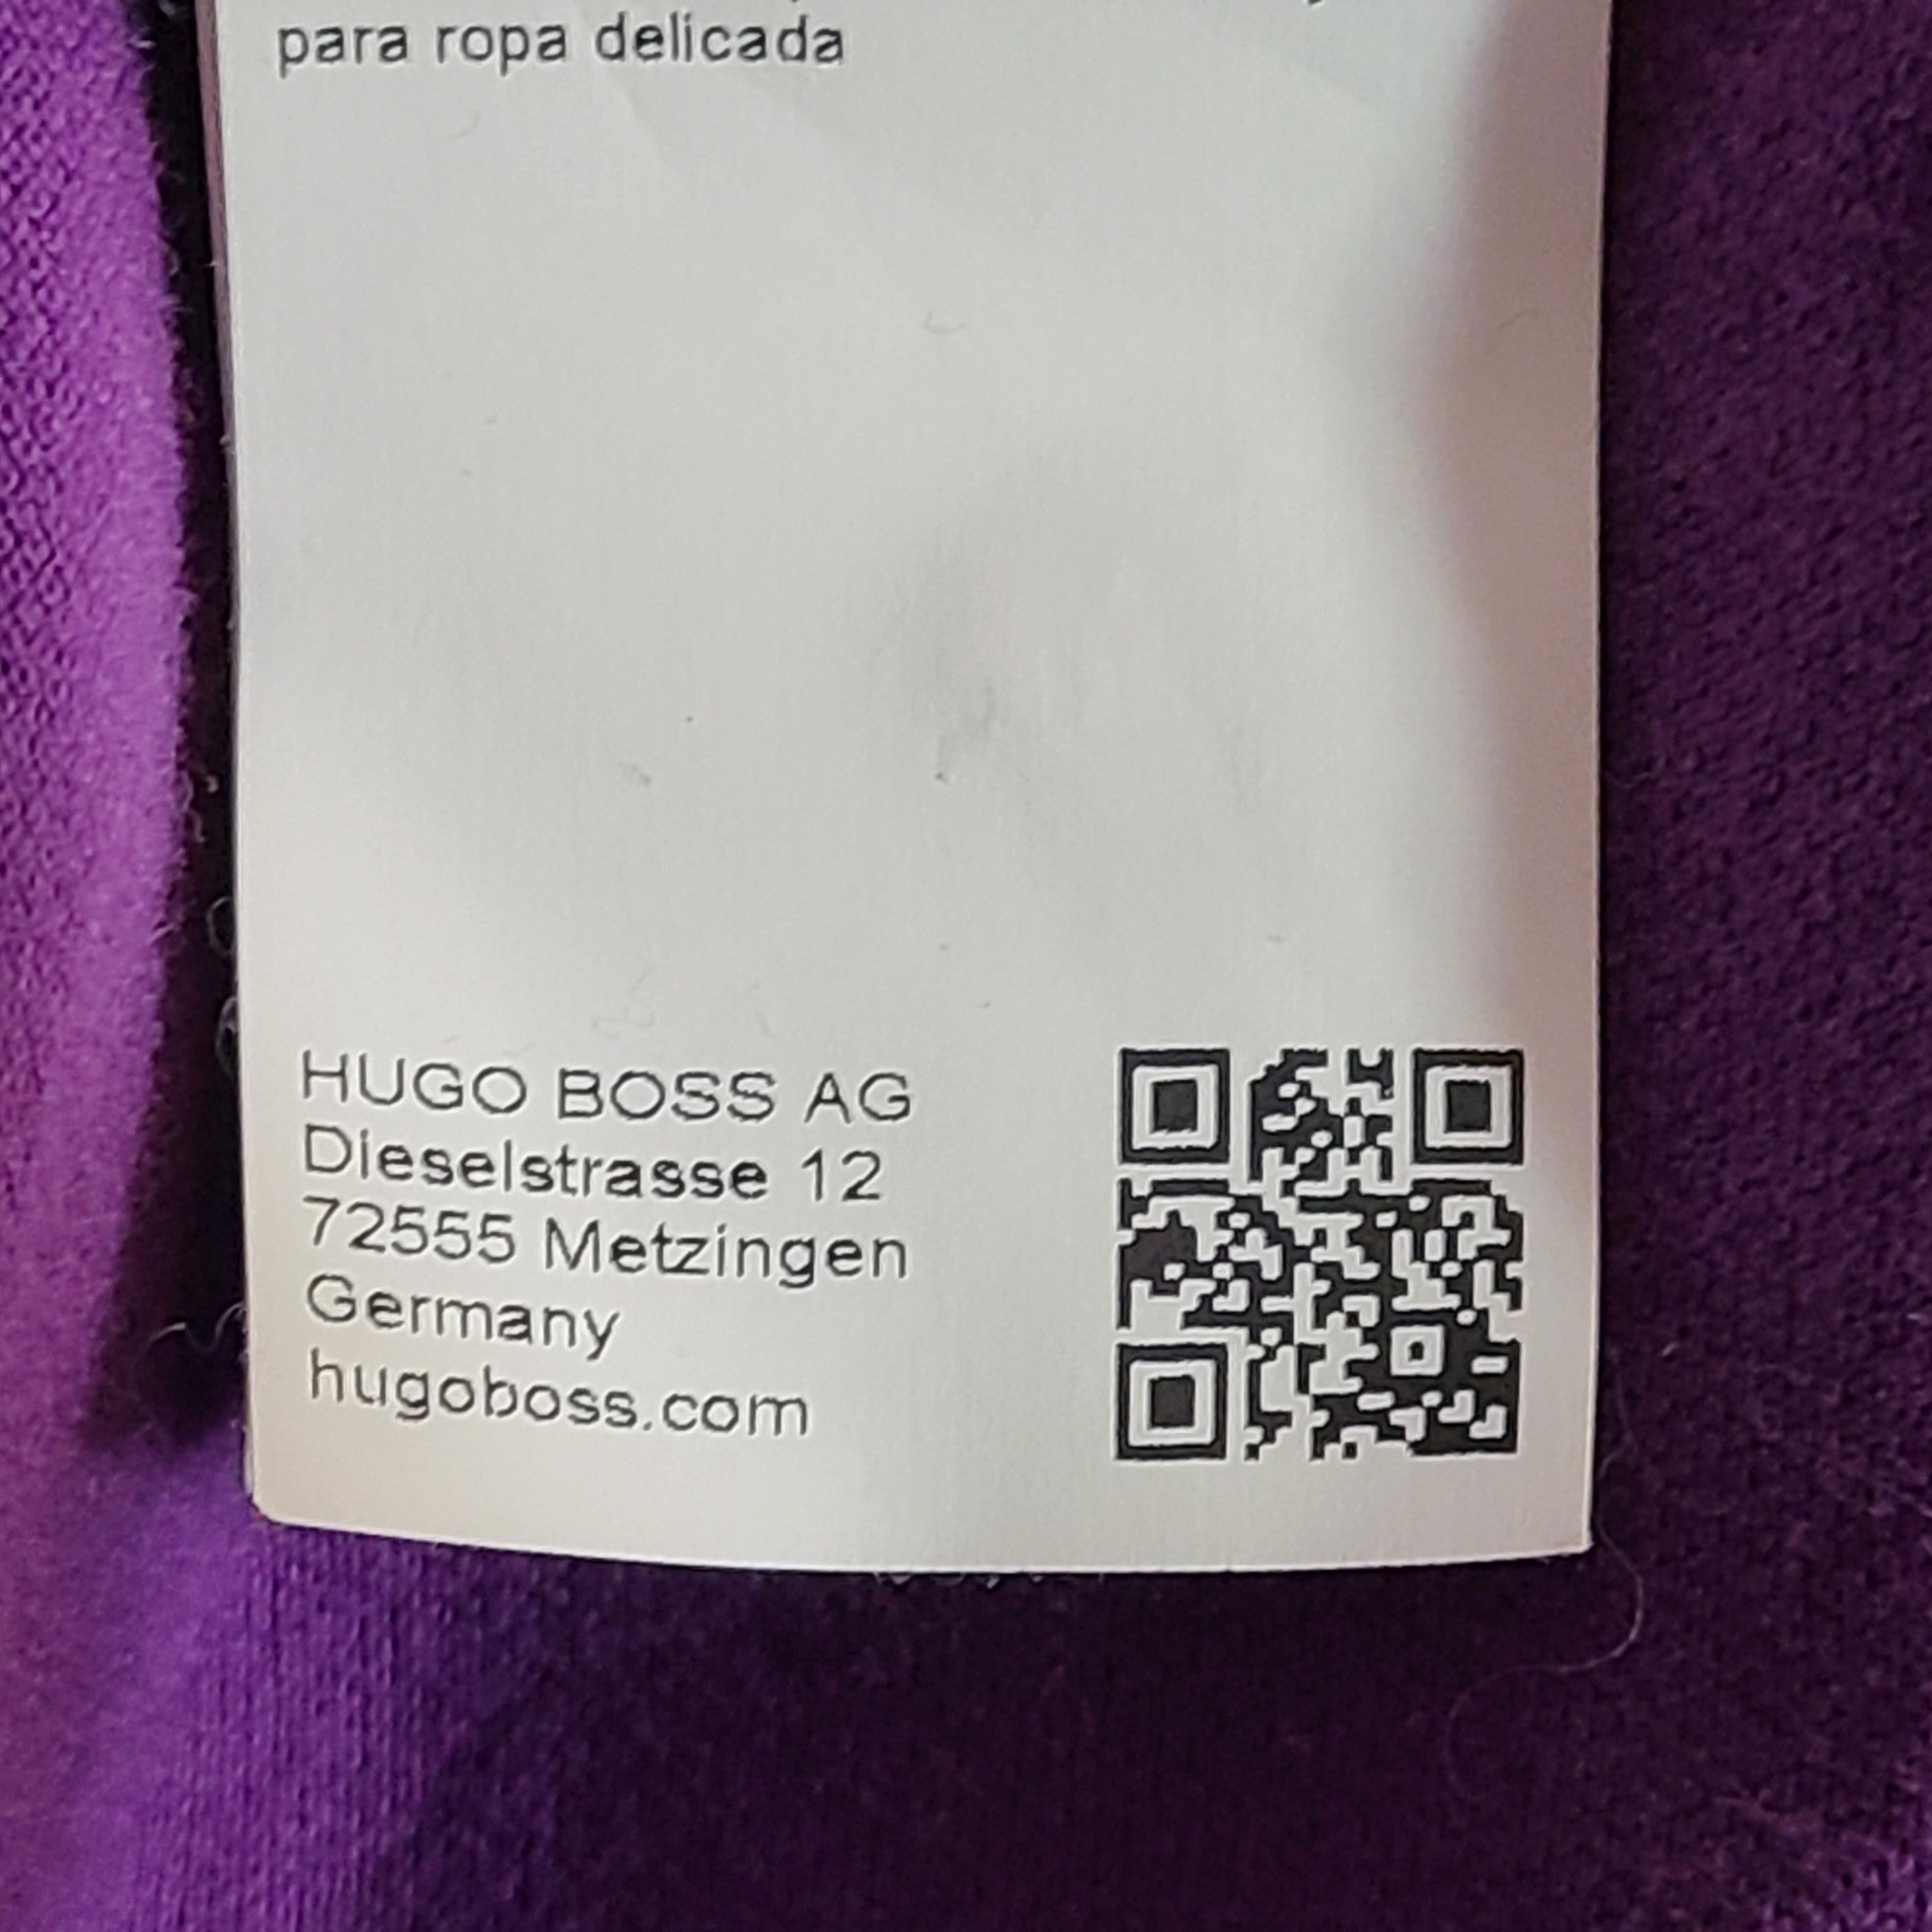 para ropa delicada
HUGO BOSS AG
Dieselstrasse 12
72555 Metzingen
Germany
hugoboss.com